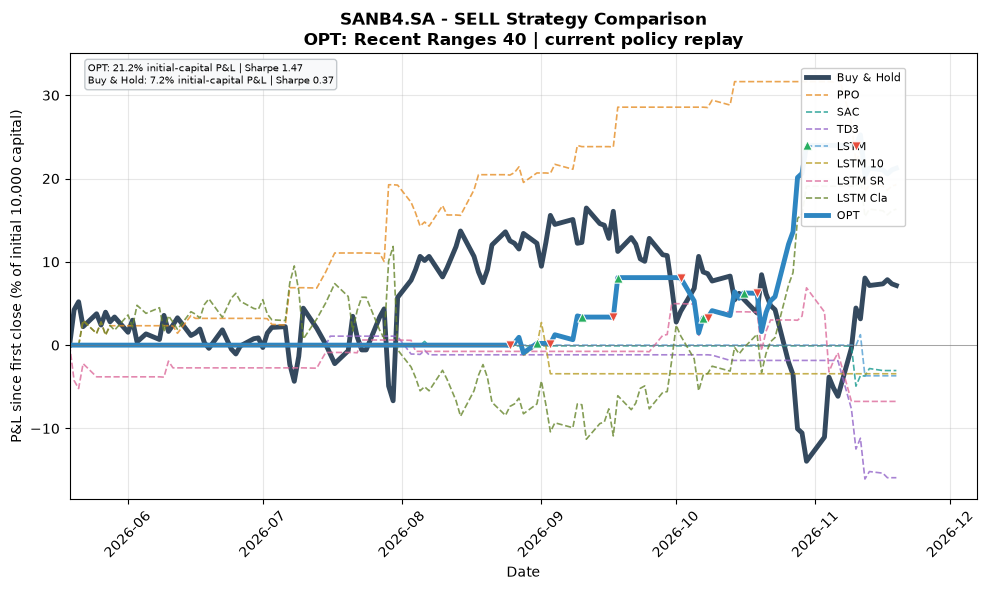 SANB4.SA - SELL Strategy Comparison
OPT: Recent Ranges 40 | current policy replay
OPT: 21.2% initial-capital P&L | Sharpe 1.47
Buy & Hold: 7.2% initial-capital P&L | Sharpe 0.37
Buy & Hold
PPO
SAC
TD3
LSTM
LSTM 10
LSTM SR
LSTM Cla
OPT
P&L since first close (% of initial 10,000 capital)
30
20
10
0
−10
2026-06
2026-07
2026-08
2026-09
2026-10
2026-11
2026-12
Date